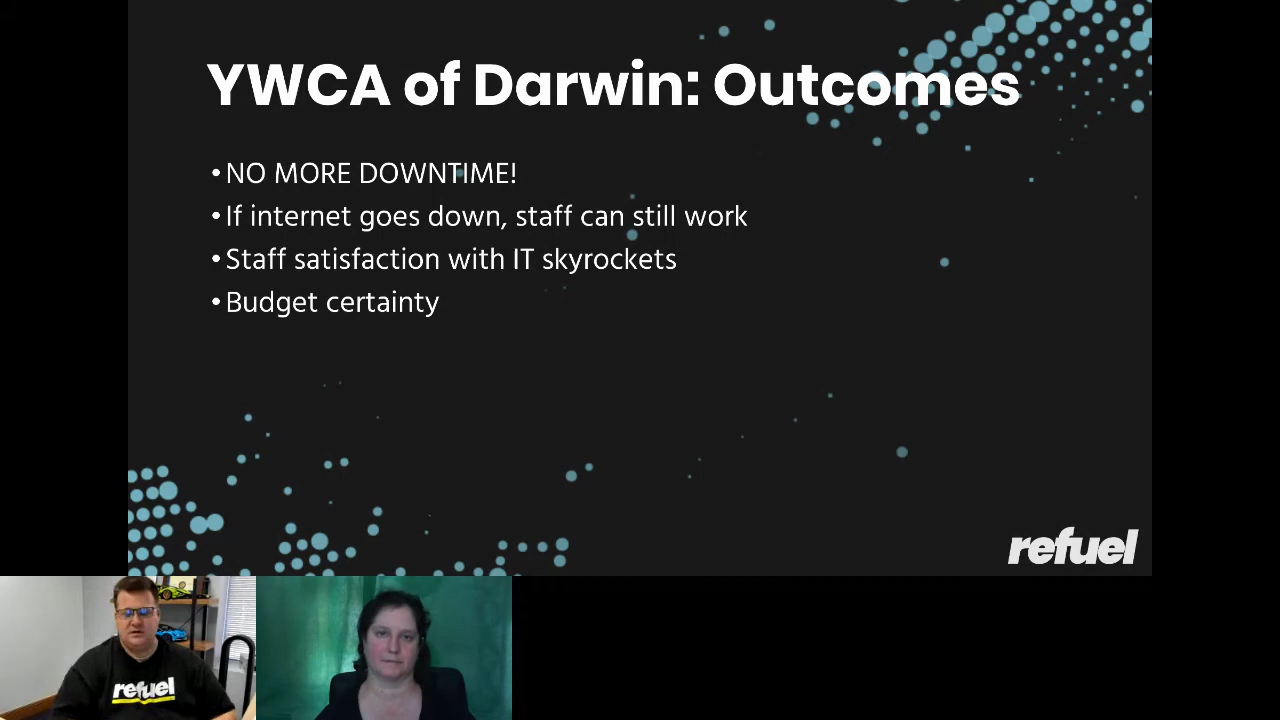 YWCA of Darwin: Outcomes
• NO MORE DOWNTIME!
• If internet goes down, staff can still work
• Staff satisfaction with IT skyrockets
• Budget certainty
refuel
refuel